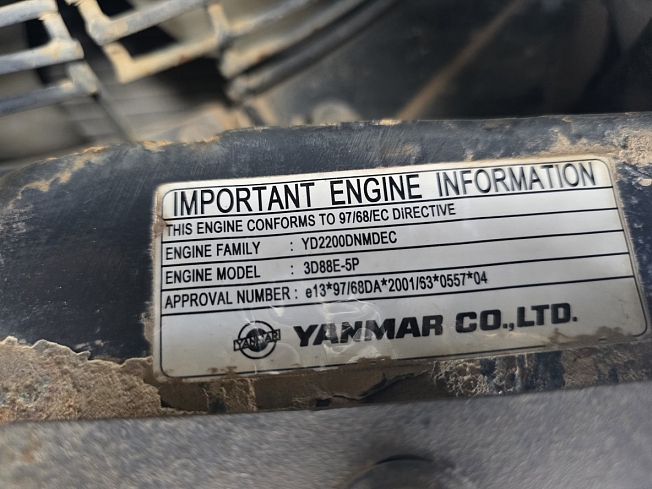 IMPORTANT ENGINE INFORMATION
THIS ENGINE CONFORMS TO 97/68/EC DIRECTIVE
ENGINE FAMILY : YD2200DNMDEC
ENGINE MODEL : 3D88E-5P
APPROVAL NUMBER : e13*97/68DA*2001/63*0557*04
YANMAR YANMAR CO.,LTD.